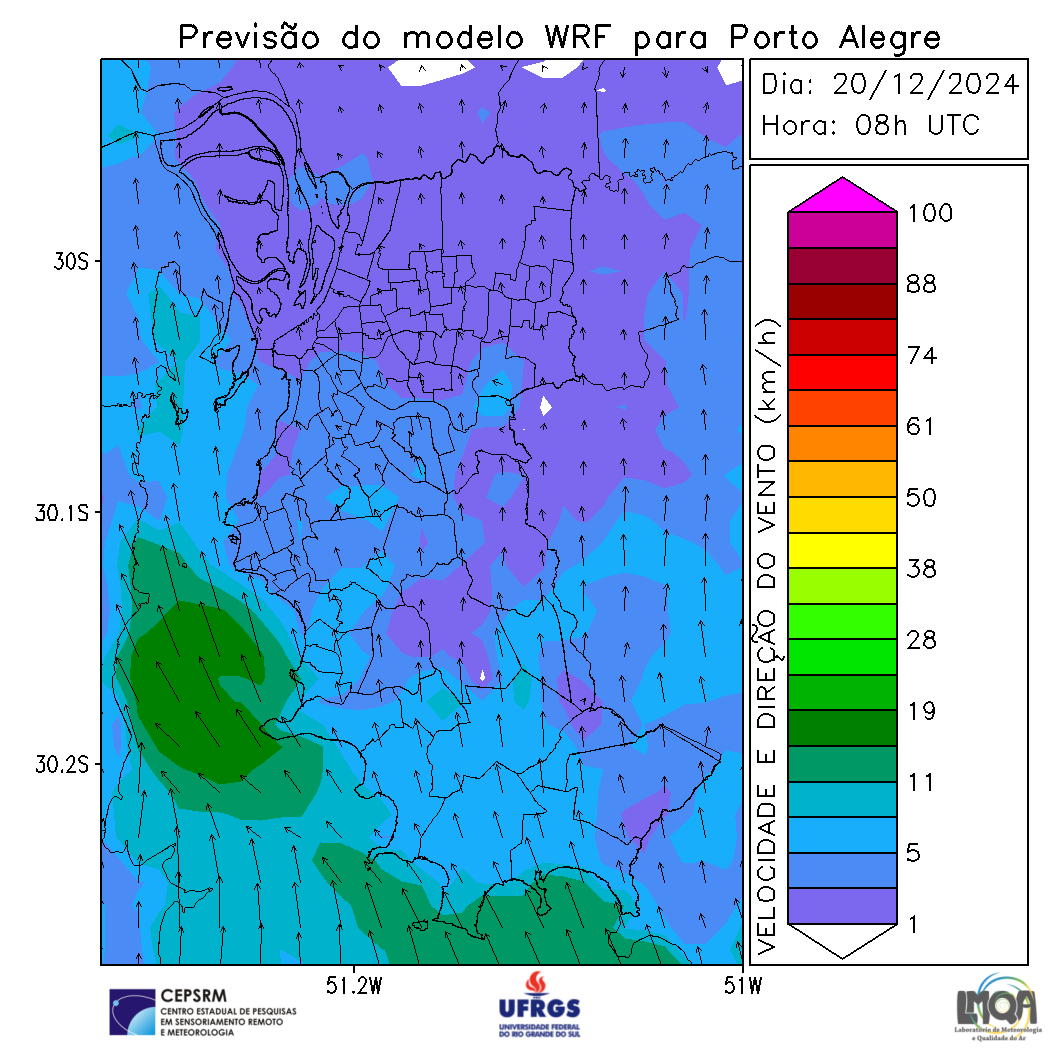 Previsão do modelo WRF para Porto Alegre
Dia: 20/12/2024
Hora: 08h UTC
30S
30.1S
30.2S
51.2W
51W
VELOCIDADE E DIREÇÃO DO VENTO (km/h)
100
88
74
61
50
38
28
19
11
5
1
CEPSRM
CENTRO ESTADUAL DE PESQUISAS
EM SENSORIAMENTO REMOTO
E METEOROLOGIA
UFRGS
UNIVERSIDADE FEDERAL
DO RIO GRANDE DO SUL
LMQA
Laboratório de Meteorologia
e Qualidade do Ar